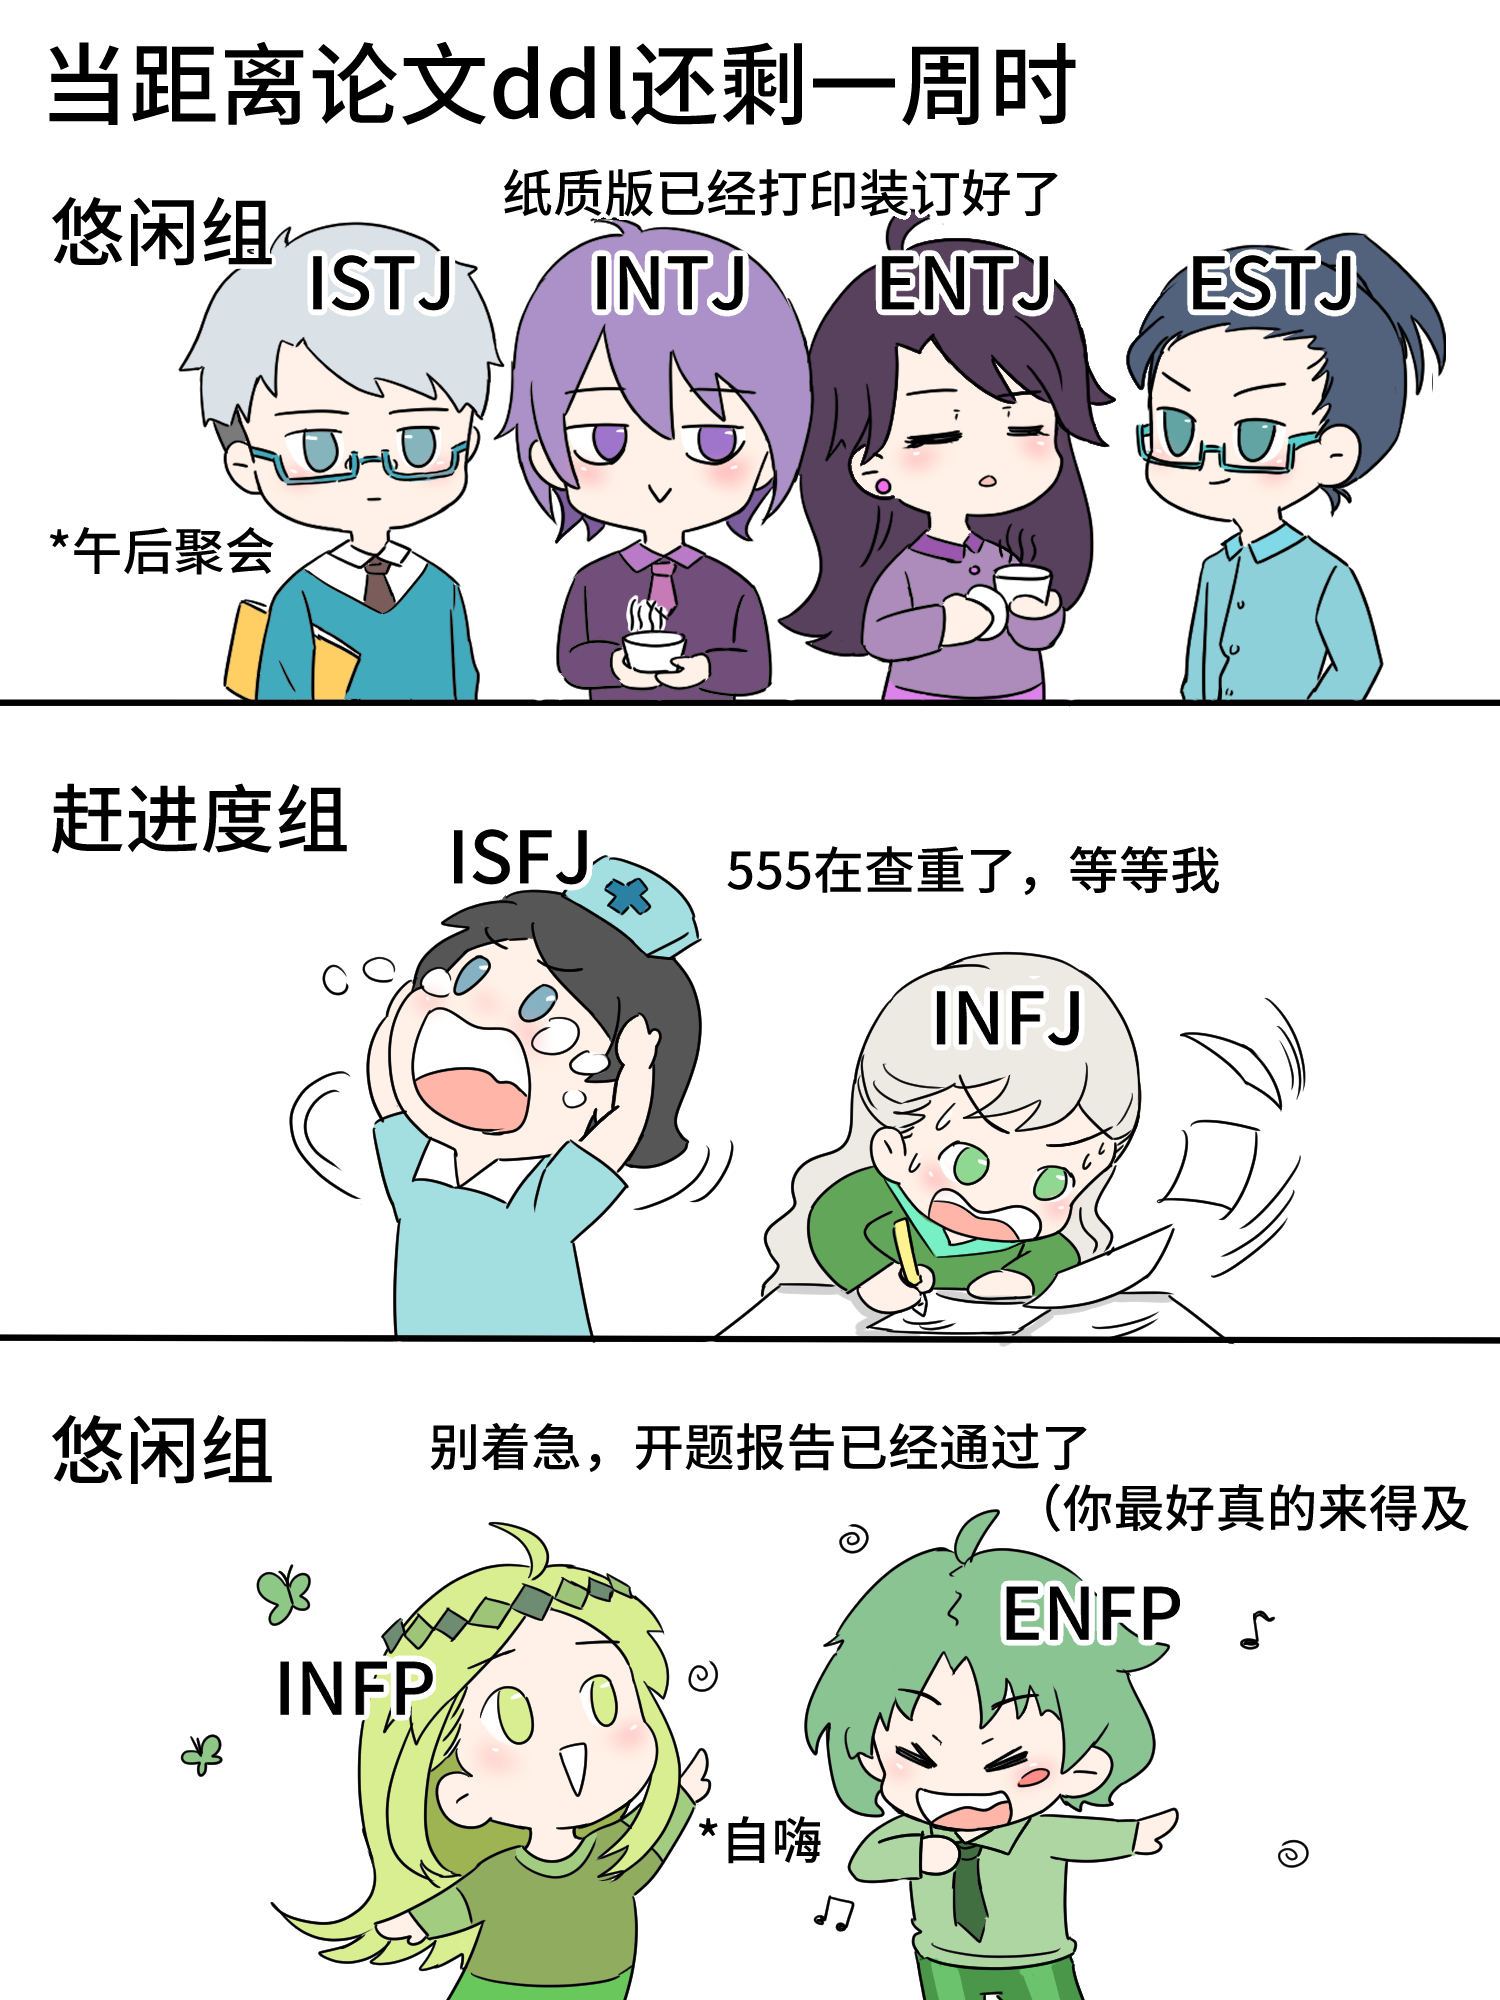 当距离论文ddl还剩一周时
纸质版已经打印装订好了
悠闲组
ISTJ
INTJ
ENTJ
ESTJ
*午后聚会
赶进度组
ISFJ
555在查重了，等等我
INFJ
悠闲组
别着急，开题报告已经通过了
（你最好真的来得及
ENFP
INFP
*自嗨